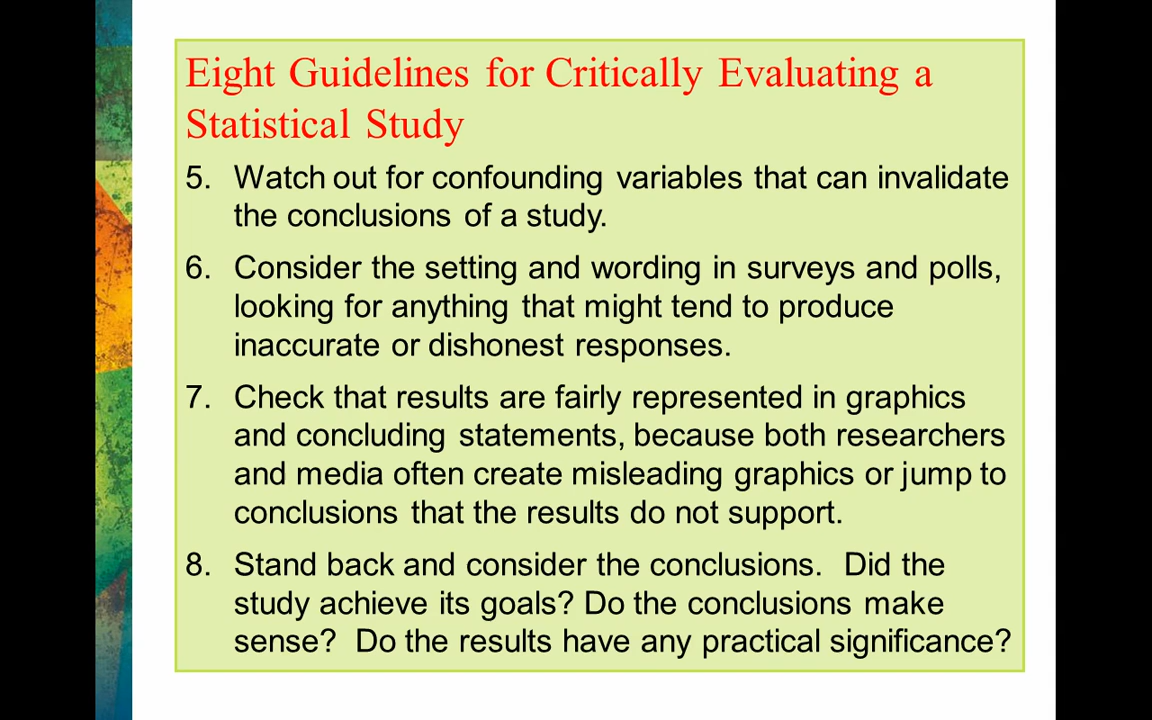 Eight Guidelines for Critically Evaluating a
Statistical Study
5. Watch out for confounding variables that can invalidate
the conclusions of a study.
6. Consider the setting and wording in surveys and polls,
looking for anything that might tend to produce
inaccurate or dishonest responses.
7. Check that results are fairly represented in graphics
and concluding statements, because both researchers
and media often create misleading graphics or jump to
conclusions that the results do not support.
8. Stand back and consider the conclusions.  Did the
study achieve its goals? Do the conclusions make
sense?  Do the results have any practical significance?